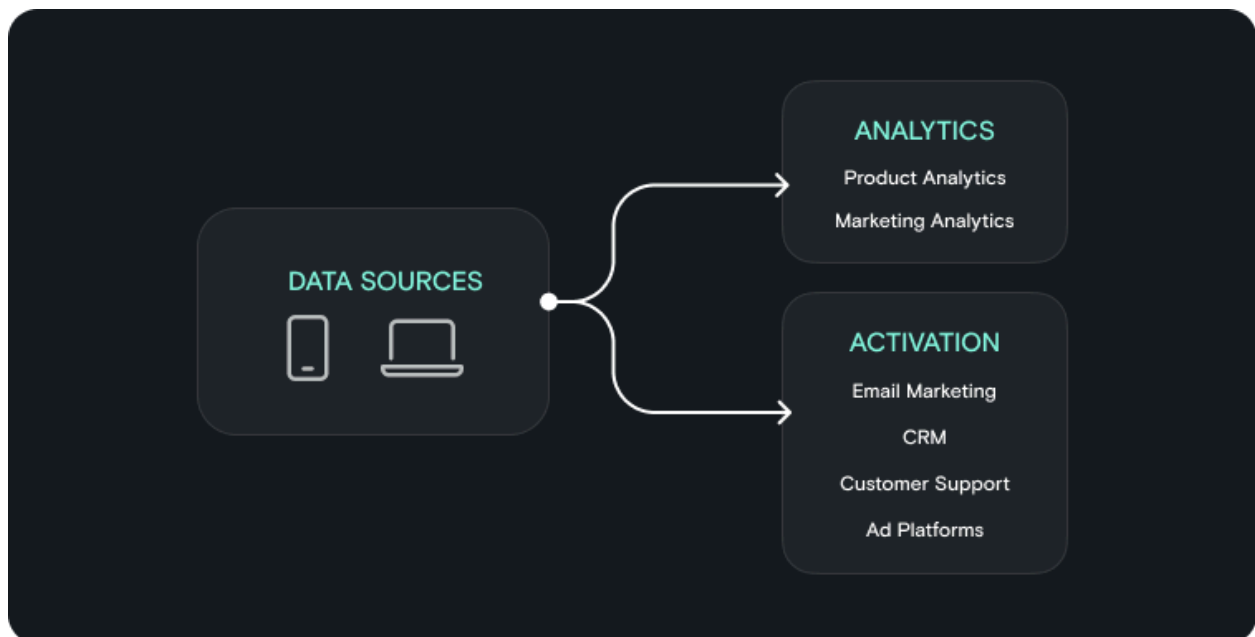 DATA SOURCES
ANALYTICS
Product Analytics
Marketing Analytics
ACTIVATION
Email Marketing
CRM
Customer Support
Ad Platforms